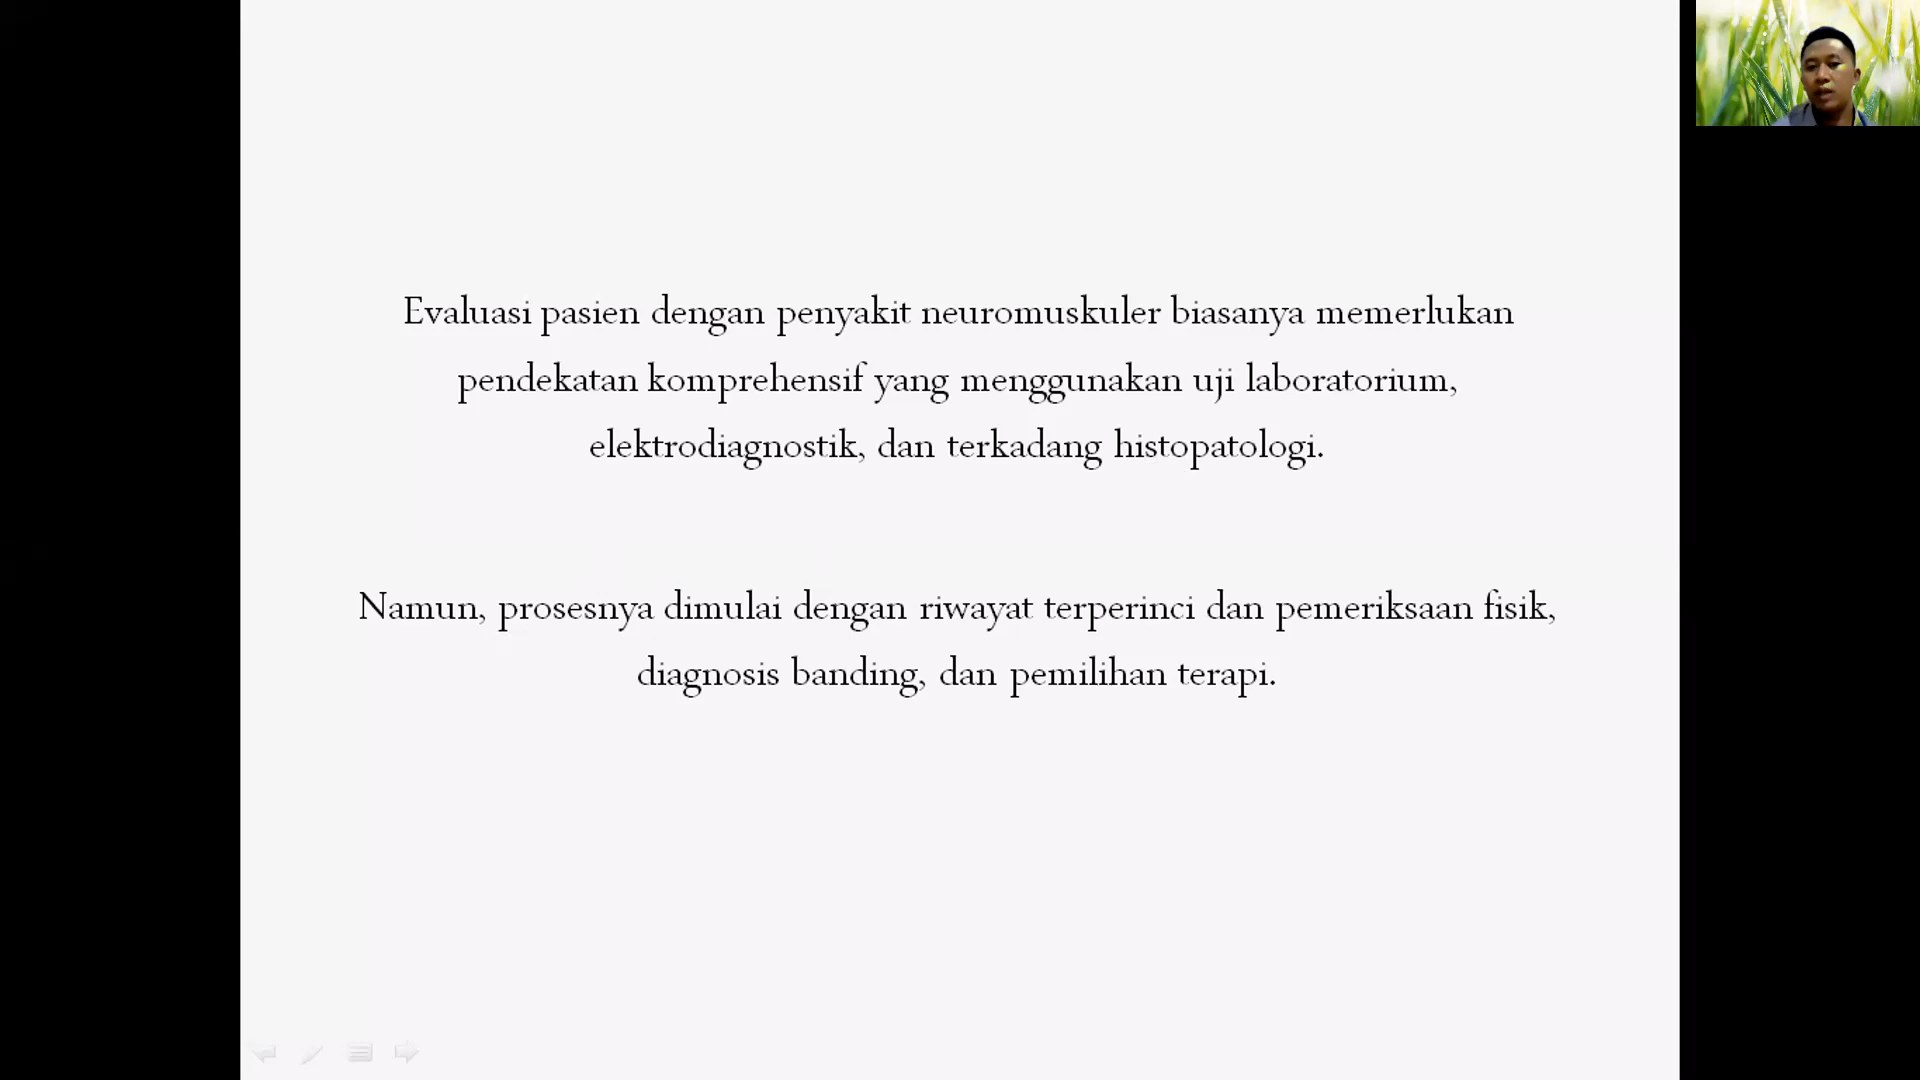 Evaluasi pasien dengan penyakit neuromuskuler biasanya memerlukan
pendekatan komprehensif yang menggunakan uji laboratorium,
elektrodiagnostik, dan terkadang histopatologi.
Namun, prosesnya dimulai dengan riwayat terperinci dan pemeriksaan fisik,
diagnosis banding, dan pemilihan terapi.